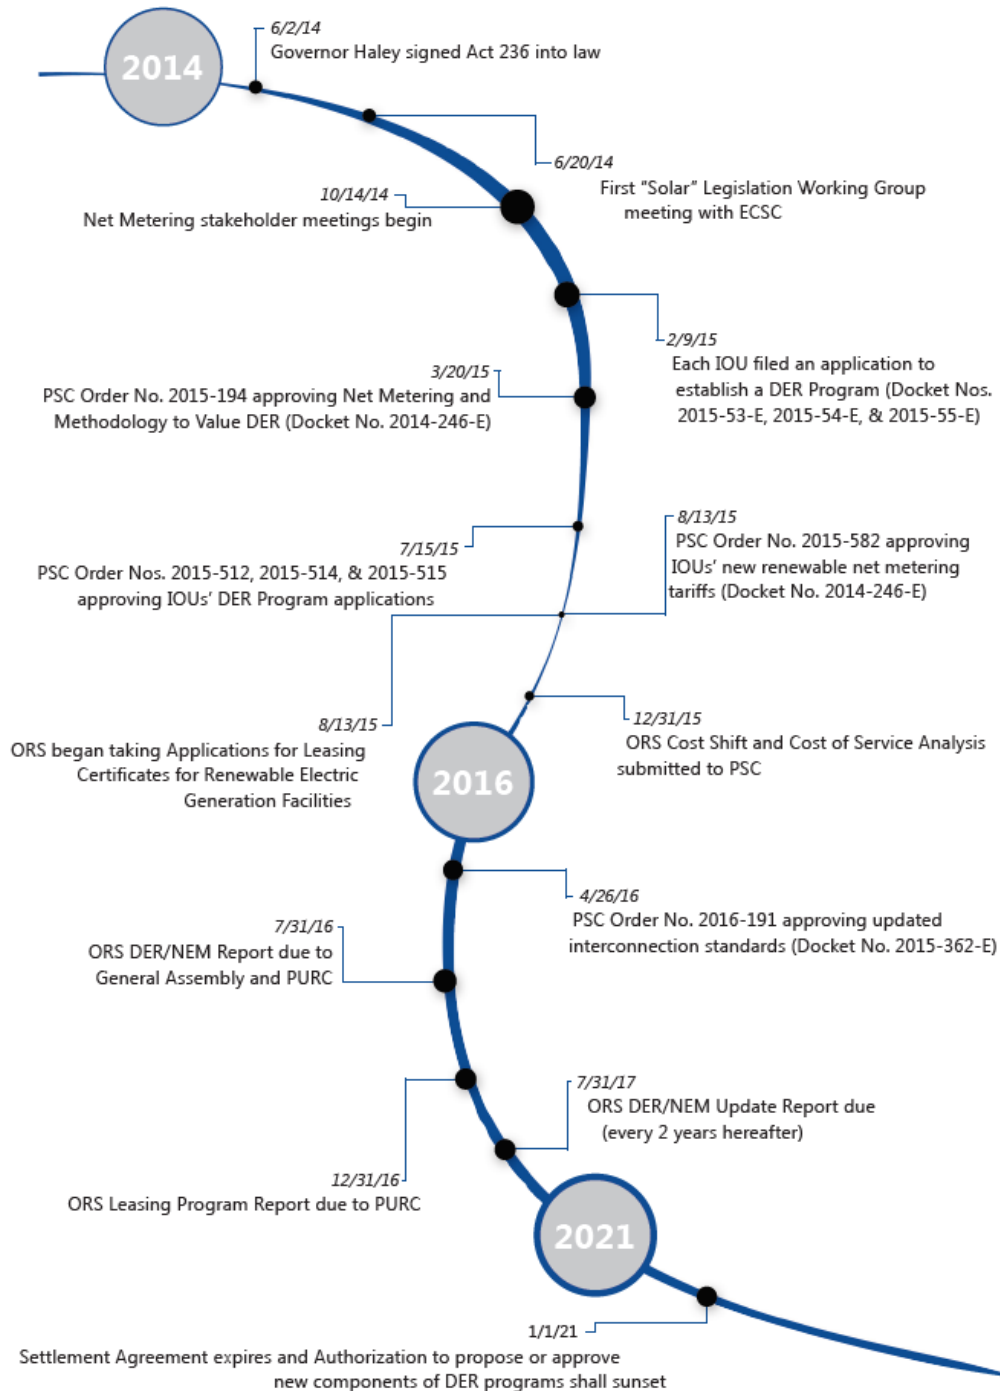 2014
6/2/14
Governor Haley signed Act 236 into law
6/20/14
First “Solar” Legislation Working Group
meeting with ECSC
10/14/14
Net Metering stakeholder meetings begin
2/9/15
Each IOU filed an application to
establish a DER Program (Docket Nos.
2015-53-E, 2015-54-E, & 2015-55-E)
3/20/15
PSC Order No. 2015-194 approving Net Metering and
Methodology to Value DER (Docket No. 2014-246-E)
7/15/15
PSC Order Nos. 2015-512, 2015-514, & 2015-515
approving IOUs’ DER Program applications
8/13/15
PSC Order No. 2015-582 approving
IOUs’ new renewable net metering
tariffs (Docket No. 2014-246-E)
8/13/15
ORS began taking Applications for Leasing
Certificates for Renewable Electric
Generation Facilities
12/31/15
ORS Cost Shift and Cost of Service Analysis
submitted to PSC
2016
4/26/16
PSC Order No. 2016-191 approving updated
interconnection standards (Docket No. 2015-362-E)
7/31/16
ORS DER/NEM Report due to
General Assembly and PURC
12/31/16
ORS Leasing Program Report due to PURC
7/31/17
ORS DER/NEM Update Report due
(every 2 years hereafter)
2021
1/1/21
Settlement Agreement expires and Authorization to propose or approve
new components of DER programs shall sunset